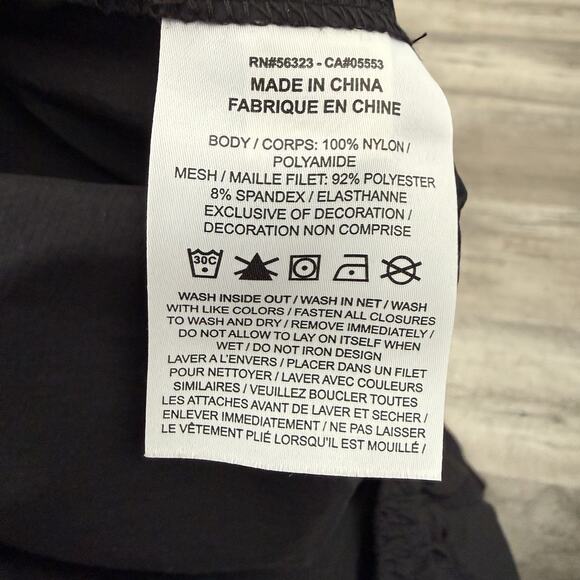 RN#56323 - CA#05553
MADE IN CHINA
FABRIQUE EN CHINE
BODY / CORPS: 100% NYLON /
POLYAMIDE
MESH / MAILLE FILET: 92% POLYESTER
8% SPANDEX / ELASTHANNE
EXCLUSIVE OF DECORATION /
DECORATION NON COMPRISE
30C
WASH INSIDE OUT / WASH IN NET / WASH
WITH LIKE COLORS / FASTEN ALL CLOSURES
TO WASH AND DRY / REMOVE IMMEDIATELY /
DO NOT ALLOW TO LAY ON ITSELF WHEN
WET / DO NOT IRON DESIGN
LAVER A L'ENVERS / PLACER DANS UN FILET
POUR NETTOYER / LAVER AVEC COULEURS
SIMILAIRES / VEUILLEZ BOUCLER TOUTES
LES ATTACHES AVANT DE LAVER ET SECHER /
ENLEVER IMMEDIATEMENT / NE PAS LAISSER
LE VÊTEMENT PLIÉ LORSQU'IL EST MOUILLÉ /